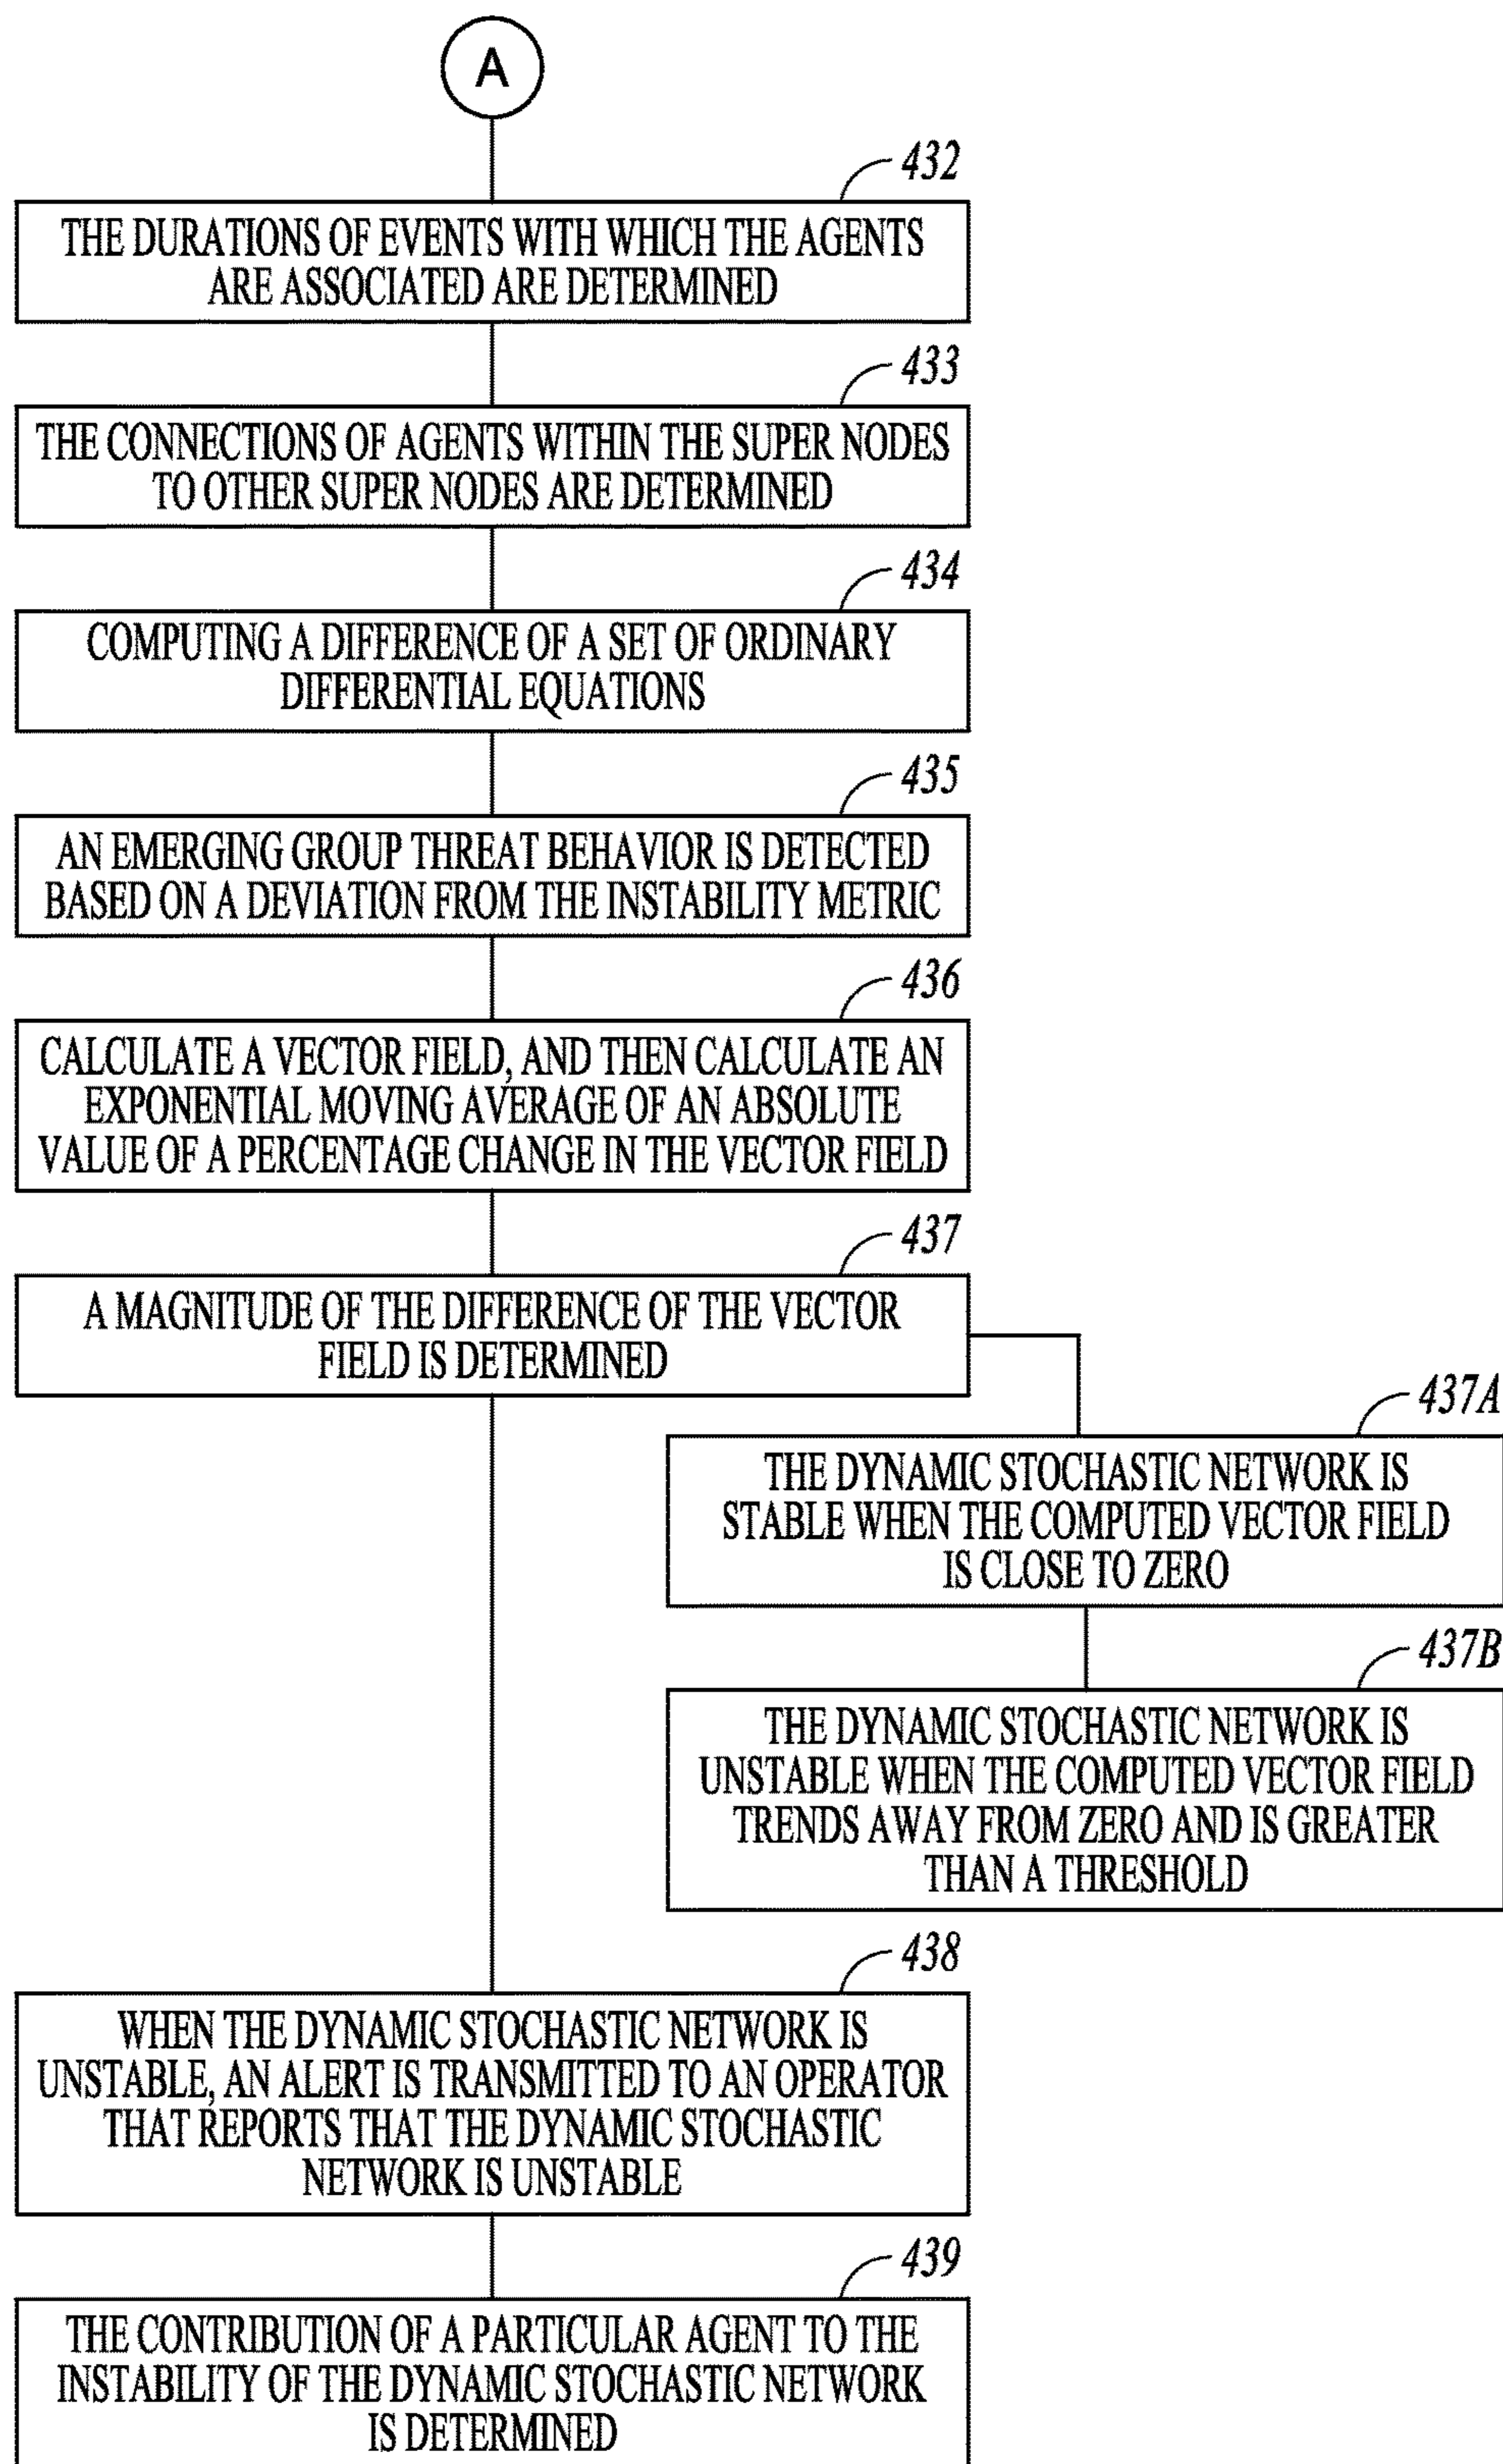 A
432
THE DURATIONS OF EVENTS WITH WHICH THE AGENTS
ARE ASSOCIATED ARE DETERMINED
433
THE CONNECTIONS OF AGENTS WITHIN THE SUPER NODES
TO OTHER SUPER NODES ARE DETERMINED
434
COMPUTING A DIFFERENCE OF A SET OF ORDINARY
DIFFERENTIAL EQUATIONS
435
AN EMERGING GROUP THREAT BEHAVIOR IS DETECTED
BASED ON A DEVIATION FROM THE INSTABILITY METRIC
436
CALCULATE A VECTOR FIELD, AND THEN CALCULATE AN
EXPONENTIAL MOVING AVERAGE OF AN ABSOLUTE
VALUE OF A PERCENTAGE CHANGE IN THE VECTOR FIELD
437
A MAGNITUDE OF THE DIFFERENCE OF THE VECTOR
FIELD IS DETERMINED
437A
THE DYNAMIC STOCHASTIC NETWORK IS
STABLE WHEN THE COMPUTED VECTOR FIELD
IS CLOSE TO ZERO
437B
THE DYNAMIC STOCHASTIC NETWORK IS
UNSTABLE WHEN THE COMPUTED VECTOR FIELD
TRENDS AWAY FROM ZERO AND IS GREATER
THAN A THRESHOLD
438
WHEN THE DYNAMIC STOCHASTIC NETWORK IS
UNSTABLE, AN ALERT IS TRANSMITTED TO AN OPERATOR
THAT REPORTS THAT THE DYNAMIC STOCHASTIC
NETWORK IS UNSTABLE
439
THE CONTRIBUTION OF A PARTICULAR AGENT TO THE
INSTABILITY OF THE DYNAMIC STOCHASTIC NETWORK
IS DETERMINED